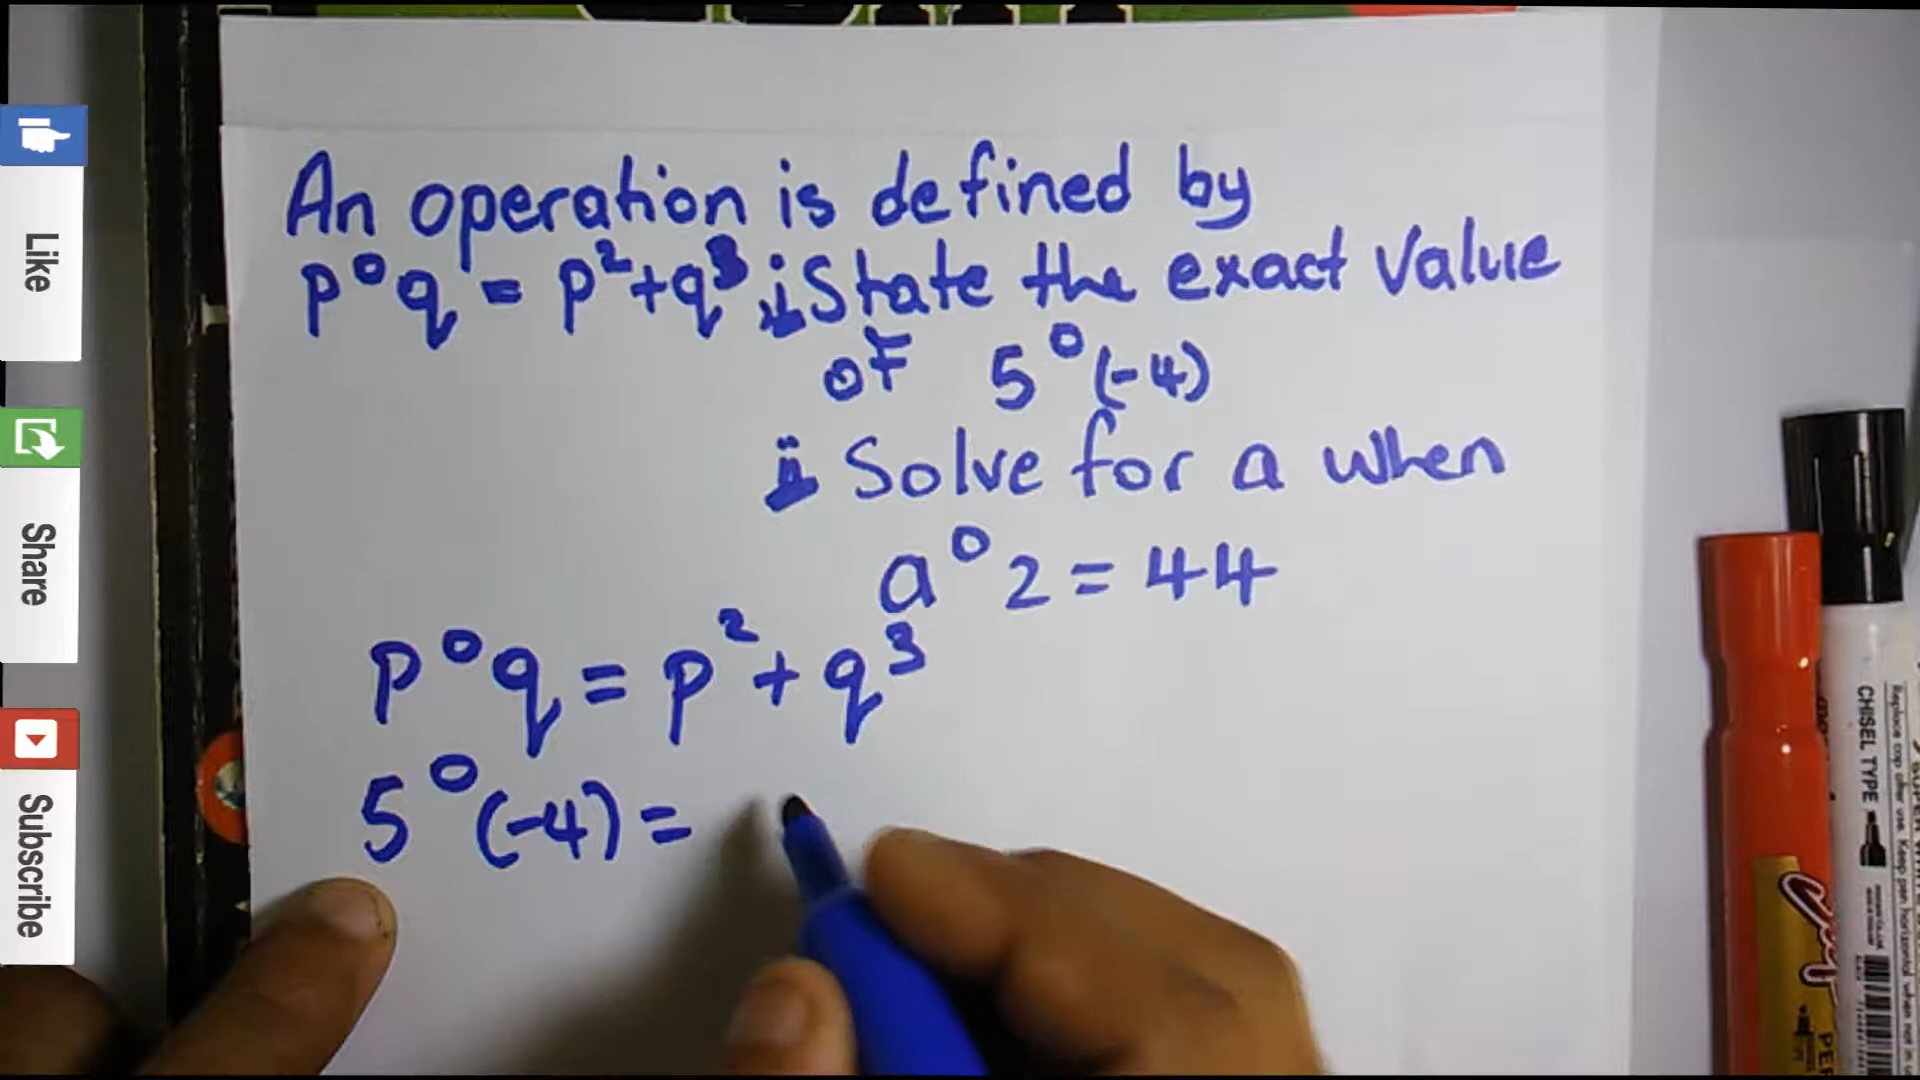 An operation is defined by
p°q = p²+q³ i State the exact value
of 5°(-4)
ii Solve for a when
a°2 = 44
p°q = p² + q³
5°(-4) =
Like
Share
Subscribe
CHISEL TYPE